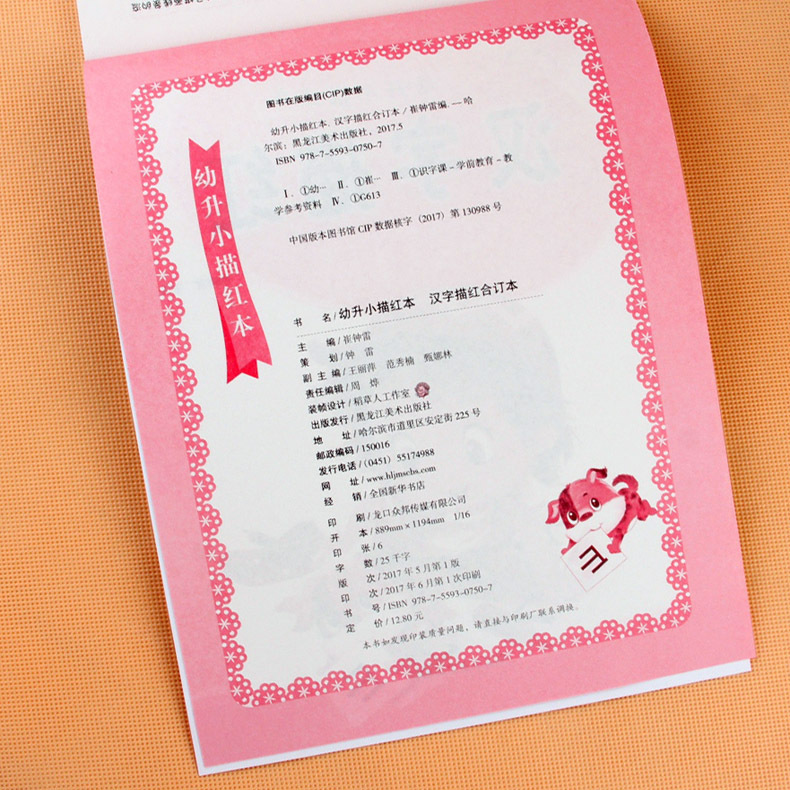 幼升小描红本
图书在版编目(CIP)数据
幼升小描红本. 汉字描红合订本 / 崔钟雷编. — 哈
尔滨：黑龙江美术出版社，2017.5
ISBN 978-7-5593-0750-7
Ⅰ. ①幼… Ⅱ. ①崔… Ⅲ. ①识字课－学前教育－教
学参考资料 Ⅳ. ①G613
中国版本图书馆 CIP 数据核字（2017）第 130988 号
书 名/幼升小描红本 汉字描红合订本
主 编/崔钟雷
策 划/钟 雷
副 主 编/王丽萍 范秀楠 甄娜林
责任编辑/周 烨
装帧设计/稻草人工作室
出版发行/黑龙江美术出版社
地 址/哈尔滨市道里区安定街 225 号
邮政编码/150016
发行电话/（0451）55174988
网 址/www.hljmscbs.com
经 销/全国新华书店
印 刷/龙口众邦传媒有限公司
开 本/889mm×1194mm 1/16
印 张/6
字 数/25 千字
版 次/2017 年 5 月第 1 版
印 次/2017 年 6 月第 1 次印刷
书 号/ISBN 978-7-5593-0750-7
定 价/12.80 元
本书如发现印装质量问题，请直接与印刷厂联系调换。